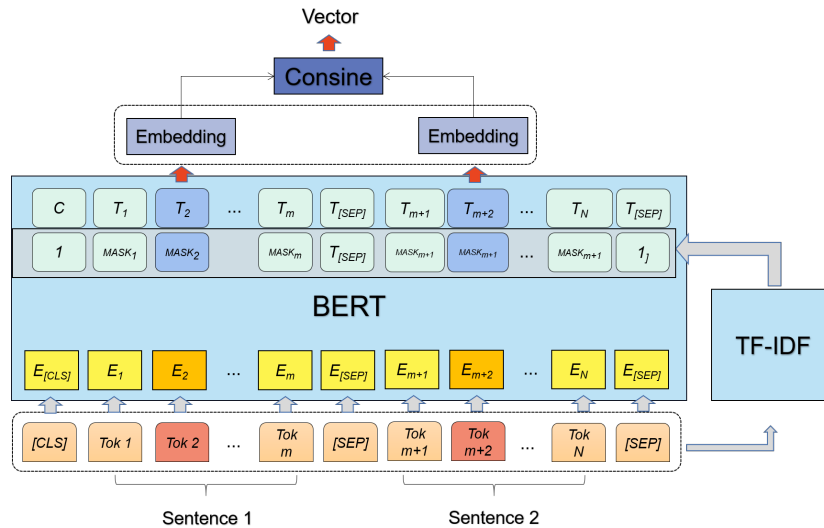 Vector
Consine
Embedding Embedding
C T1 T2 ... Tm T[SEP] Tm+1 Tm+2 ... TN T[SEP]
1 MASK1 MASK2 MASKm T[SEP] MASKm+1 MASKm+1 ... MASKm+1 1]
BERT
TF-IDF
E[CLS] E1 E2 ... Em E[SEP] Em+1 Em+2 ... EN E[SEP]
[CLS] Tok 1 Tok 2 ... Tok m [SEP] Tok m+1 Tok m+2 ... Tok N [SEP]
Sentence 1 Sentence 2